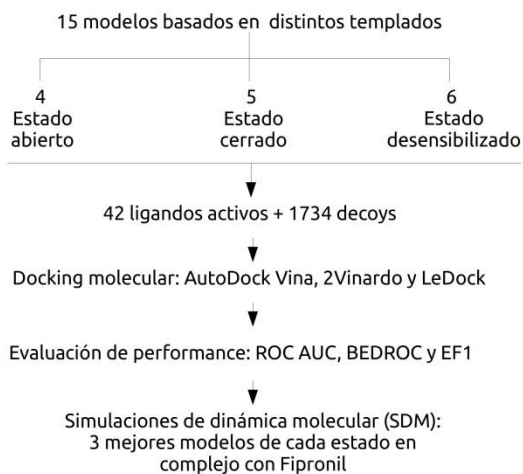 15 modelos basados en distintos templados
4
Estado
abierto
5
Estado
cerrado
6
Estado
desensibilizado
42 ligandos activos + 1734 decoys
Docking molecular: AutoDock Vina, 2Vinardo y LeDock
Evaluación de performance: ROC AUC, BEDROC y EF1
Simulaciones de dinámica molecular (SDM):
3 mejores modelos de cada estado en
complejo con Fipronil